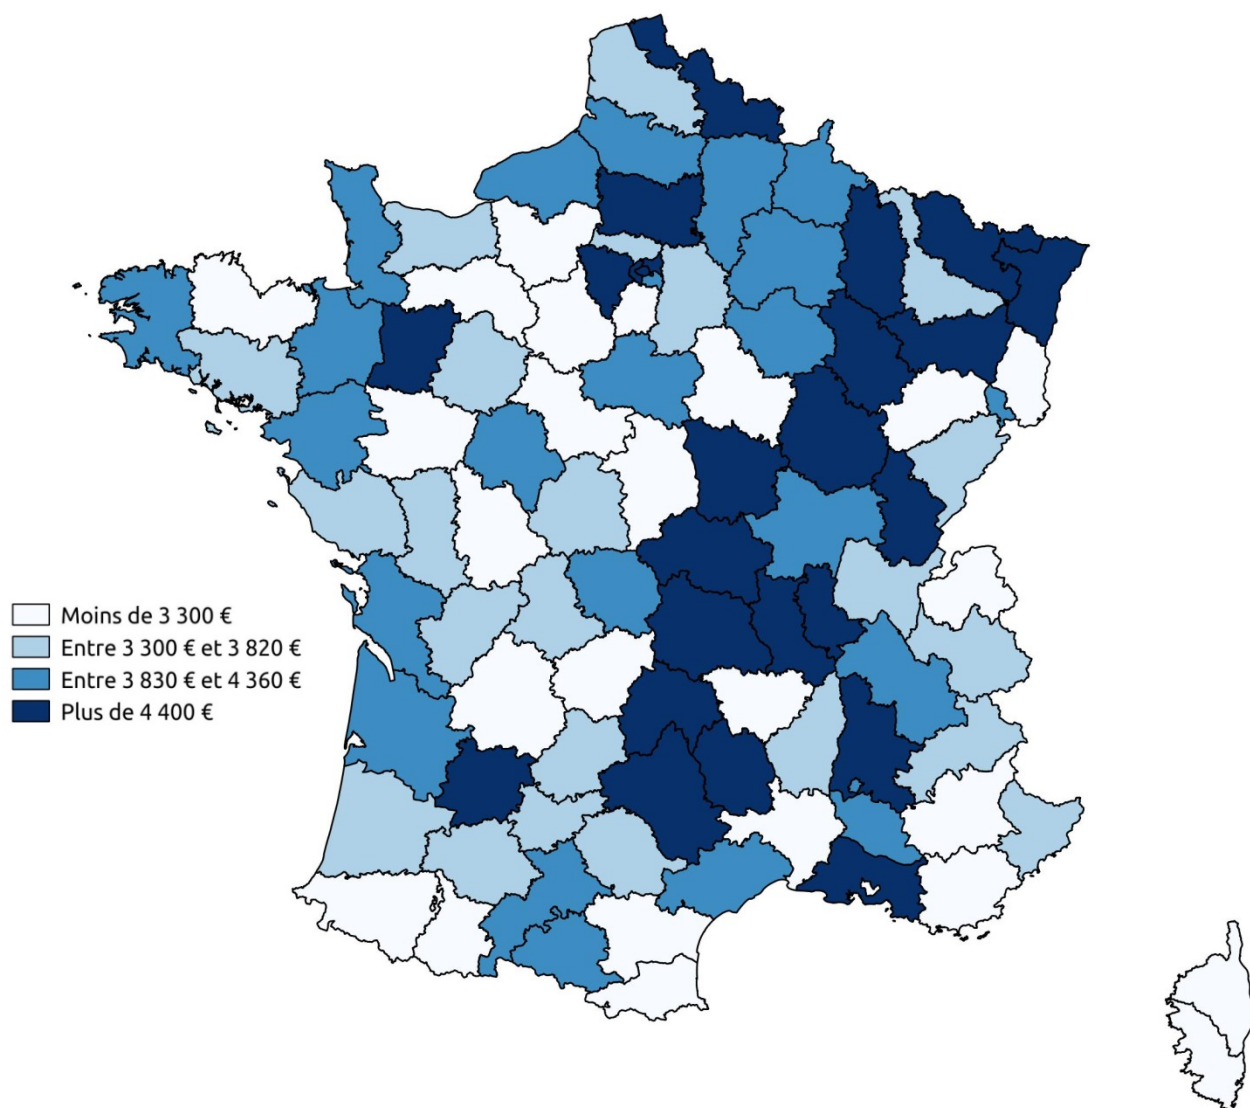 Moins de 3 300 €
Entre 3 300 € et 3 820 €
Entre 3 830 € et 4 360 €
Plus de 4 400 €